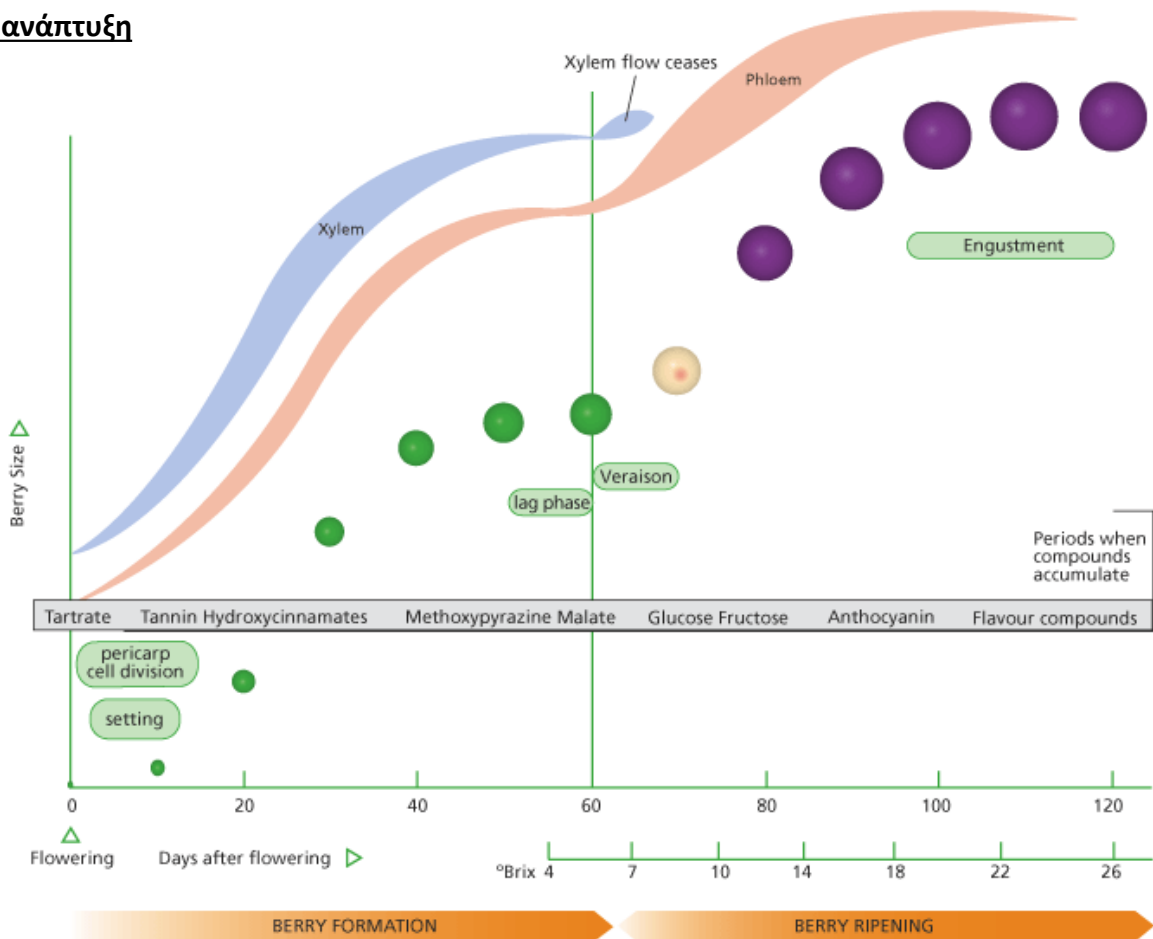 ανάπτυξη
Xylem flow ceases
Phloem
Xylem
Engustment
Berry Size
Veraison
lag phase
Periods when
compounds
accumulate
Tartrate Tannin Hydroxycinnamates Methoxypyrazine Malate Glucose Fructose Anthocyanin Flavour compounds
pericarp
cell division
setting
0 20 40 60 80 100 120
Flowering Days after flowering
°Brix 4 7 10 14 18 22 26
BERRY FORMATION BERRY RIPENING